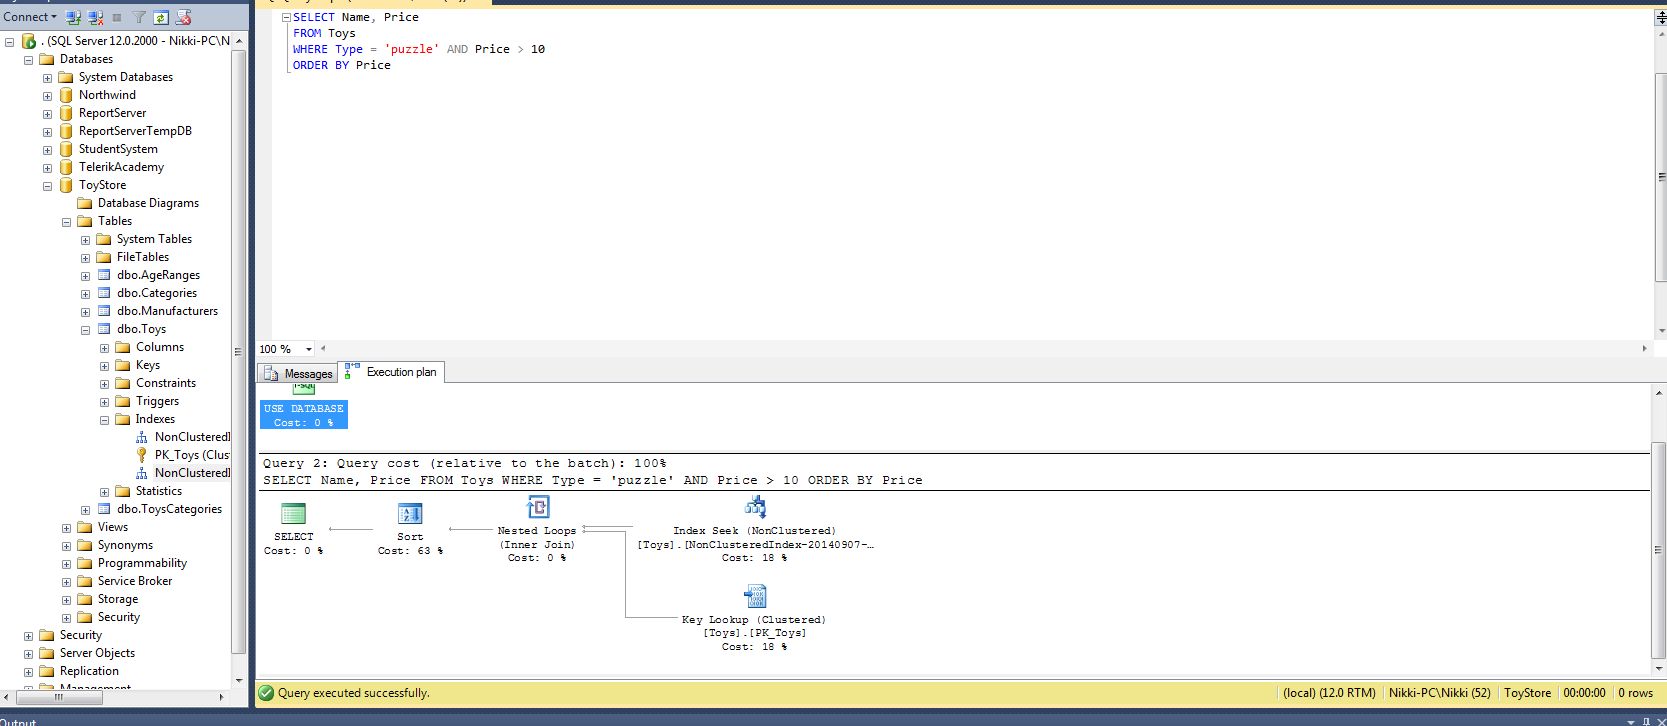 Connect
. (SQL Server 12.0.2000 - Nikki-PC\N
Databases
System Databases
Northwind
ReportServer
ReportServerTempDB
StudentSystem
TelerikAcademy
ToyStore
Database Diagrams
Tables
System Tables
FileTables
dbo.AgeRanges
dbo.Categories
dbo.Manufacturers
dbo.Toys
Columns
Keys
Constraints
Triggers
Indexes
NonClusteredI
PK_Toys (Clus
NonClusteredI
Statistics
dbo.ToysCategories
Views
Synonyms
Programmability
Service Broker
Storage
Security
Security
Server Objects
Replication
Management
Output
SELECT Name, Price
FROM Toys
WHERE Type = 'puzzle' AND Price > 10
ORDER BY Price
100 %
Messages
Execution plan
T-SQL
USE DATABASE
Cost: 0 %
Query 2: Query cost (relative to the batch): 100%
SELECT Name, Price FROM Toys WHERE Type = 'puzzle' AND Price > 10 ORDER BY Price
SELECT
Cost: 0 %
Sort
Cost: 63 %
Nested Loops
(Inner Join)
Cost: 0 %
Index Seek (NonClustered)
[Toys].[NonClusteredIndex-20140907-…
Cost: 18 %
Key Lookup (Clustered)
[Toys].[PK_Toys]
Cost: 18 %
Query executed successfully.
(local) (12.0 RTM)
Nikki-PC\Nikki (52)
ToyStore
00:00:00
0 rows